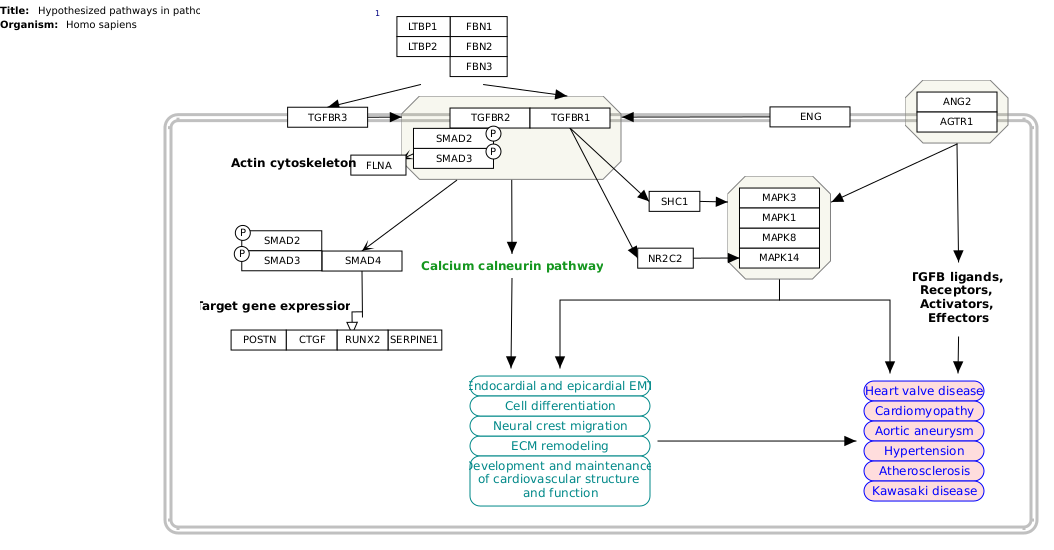 Title: Hypothesized pathways in patho
Organism: Homo sapiens
1
LTBP1 FBN1
LTBP2 FBN2
FBN3
ANG2
AGTR1
TGFBR3 TGFBR2 TGFBR1 ENG
SMAD2 P
SMAD3 P
Actin cytoskeleton FLNA
SHC1
MAPK3
MAPK1
MAPK8
MAPK14
NR2C2
P SMAD2
P SMAD3 SMAD4
Calcium calneurin pathway
TGFB ligands,
Receptors,
Activators,
Effectors
Target gene expression
POSTN CTGF RUNX2 SERPINE1
Endocardial and epicardial EMT
Cell differentiation
Neural crest migration
ECM remodeling
Development and maintenance
of cardiovascular structure
and function
Heart valve disease
Cardiomyopathy
Aortic aneurysm
Hypertension
Atherosclerosis
Kawasaki disease